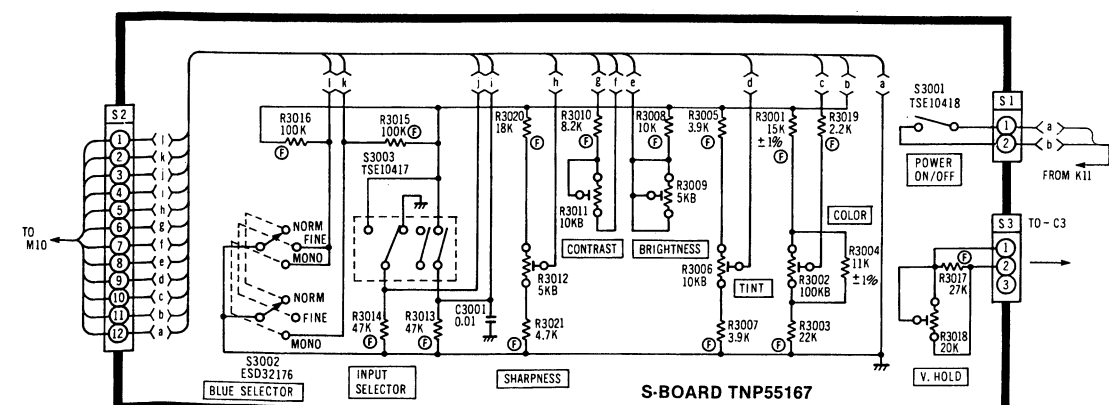 l k j i h g f e d c b a
S2
1 l
2 k
3 j
4 i
5 h
6 g
7 f
8 e
9 d
10 c
11 b
12 a
TO
M10
R3016
100K
F
R3015
100K F
S3003
TSE10417
R3020
18K
F
R3010
8.2K
F
R3008
10K
F
R3005
3.9K
F
R3001
15K
±1%
F
R3019
2.2K
F
S3001
TSE10418
S1
1 a
2 b
POWER
ON/OFF
FROM K11
R3011
10KB
CONTRAST
R3009
5KB
BRIGHTNESS
COLOR
S3 TO-C3
1
2
3
NORM
FINE
MONO
NORM
FINE
MONO
R3012
5KB
R3006
10KB
TINT
R3002
100KB
R3004
11K
±1%
F
R3017
27K
R3018
20K
R3014
47K
F
R3013
47K
F
C3001
0.01
R3021
4.7K
F
R3007
3.9K
F
R3003
22K
F
S3002
ESD32176
BLUE SELECTOR
INPUT
SELECTOR
SHARPNESS
S-BOARD TNP55167
V. HOLD